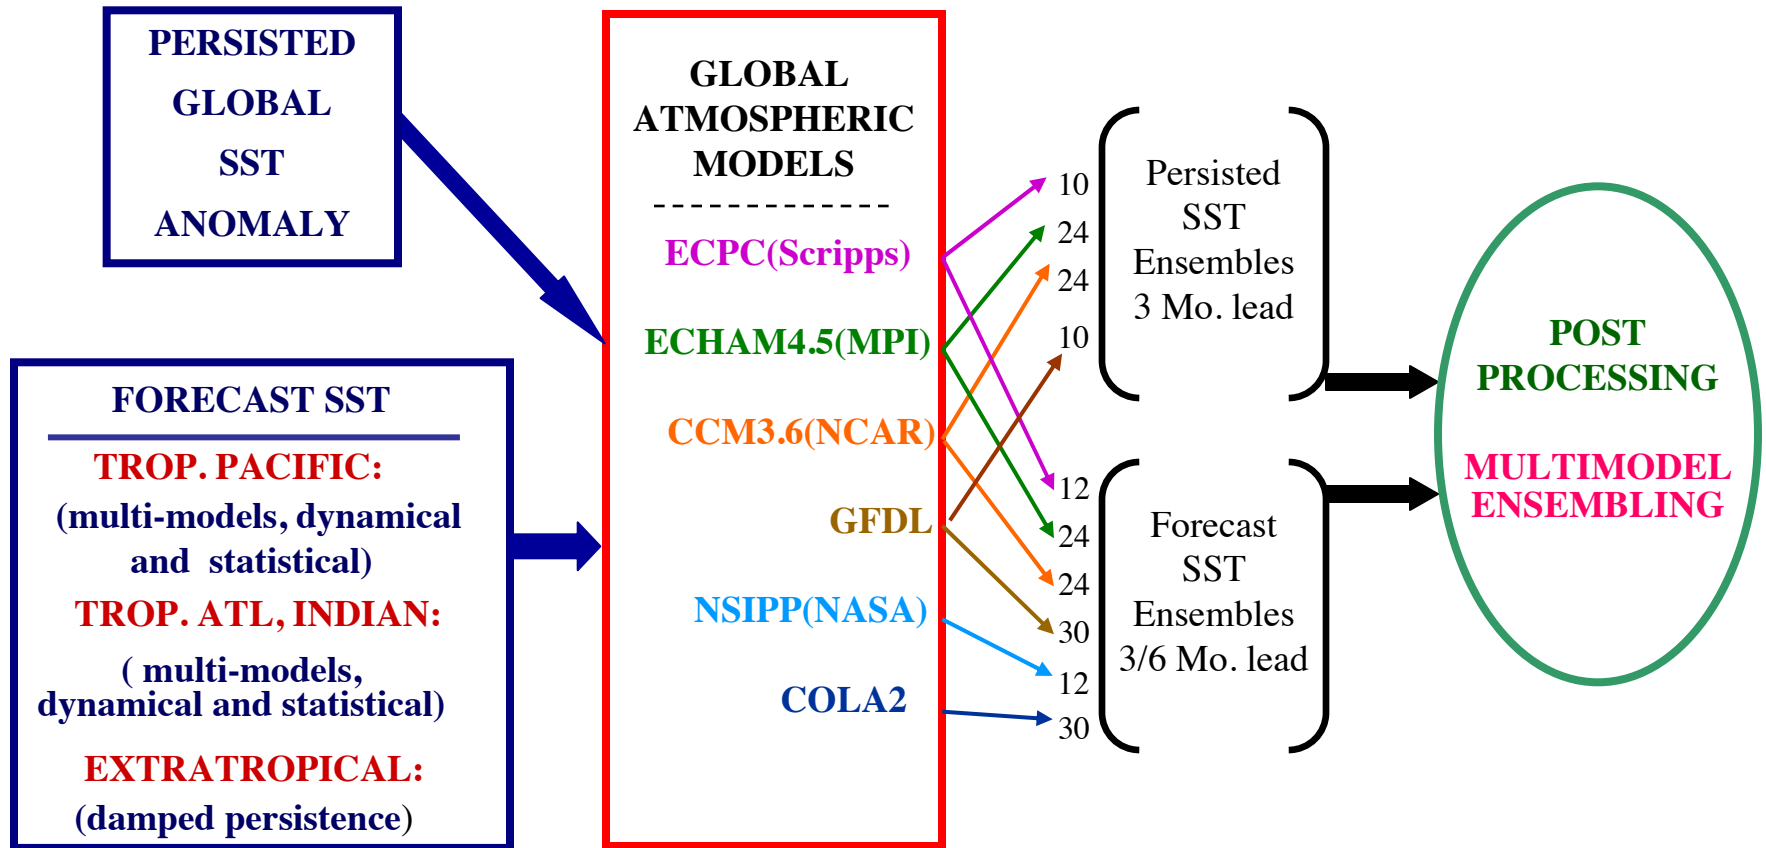 PERSISTED
GLOBAL
SST
ANOMALY
FORECAST SST
TROP. PACIFIC:
(multi-models, dynamical
and statistical)
TROP. ATL, INDIAN:
( multi-models,
dynamical and statistical)
EXTRATROPICAL:
(damped persistence)
GLOBAL
ATMOSPHERIC
MODELS
ECPC(Scripps)
ECHAM4.5(MPI)
CCM3.6(NCAR)
GFDL
NSIPP(NASA)
COLA2
10
24
24
10
12
24
24
30
12
30
Persisted
SST
Ensembles
3 Mo. lead
Forecast
SST
Ensembles
3/6 Mo. lead
POST
PROCESSING
MULTIMODEL
ENSEMBLING